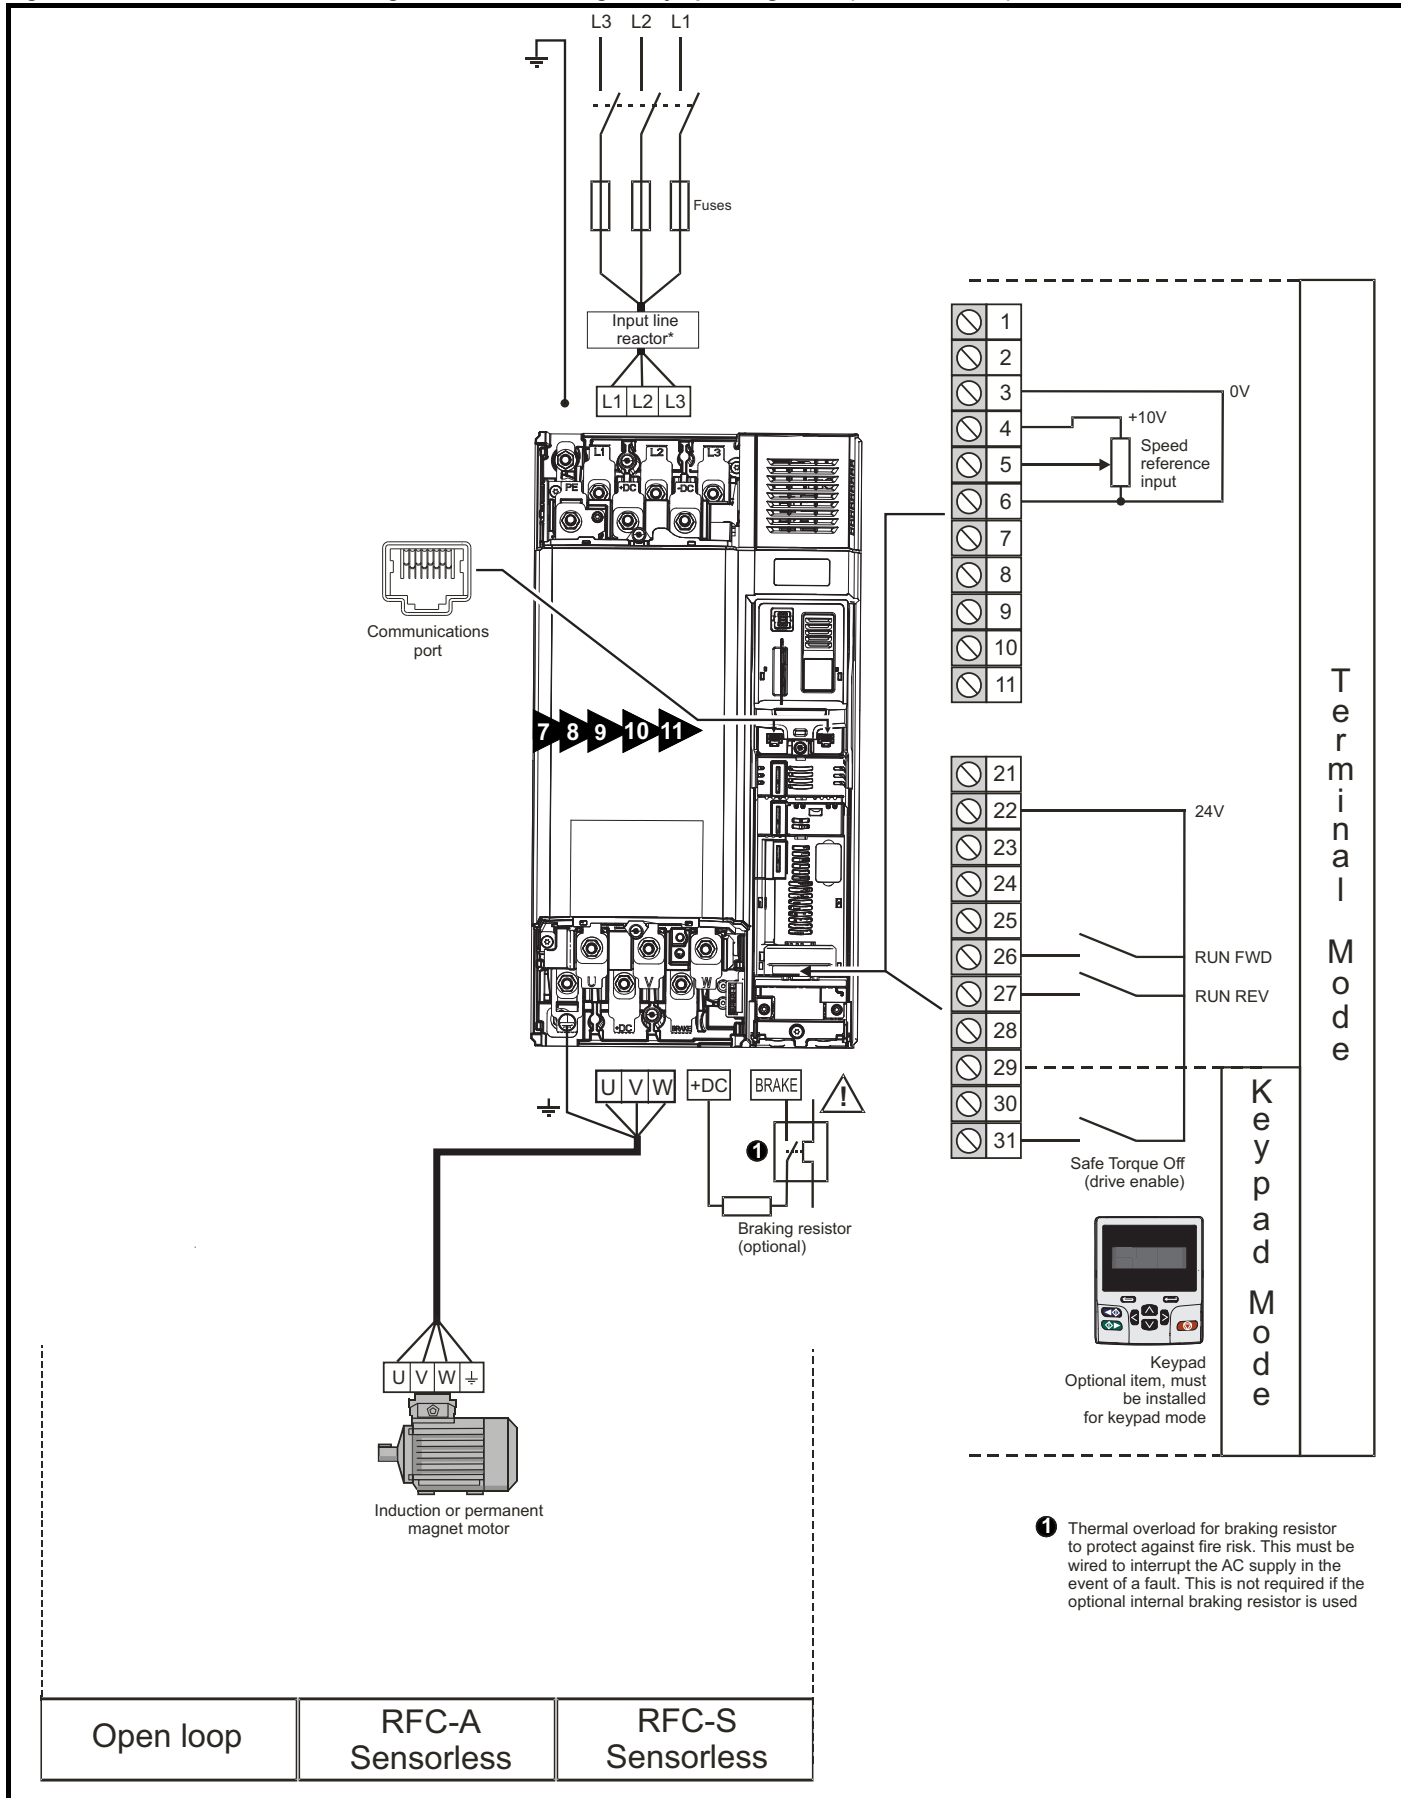 L3 L2 L1
Fuses
Input line
reactor*
L1 L2 L3
L1 L2 L3
PE +DC -DC
Communications
port
7 8 9 10 11
U V W
+DC BRAKE
U V W +DC BRAKE
!
1
Braking resistor
(optional)
U V W
Induction or permanent
magnet motor
1
2
3
0V
4
+10V
5
Speed
reference
input
6
7
8
9
10
11
21
22
24V
23
24
25
26
RUN FWD
27
RUN REV
28
29
30
31
Safe Torque Off
(drive enable)
Keypad
Optional item, must
be installed
for keypad mode
Terminal Mode
Keypad Mode
1 Thermal overload for braking resistor
to protect against fire risk. This must be
wired to interrupt the AC supply in the
event of a fault. This is not required if the
optional internal braking resistor is used
Open loop
RFC-A
Sensorless
RFC-S
Sensorless